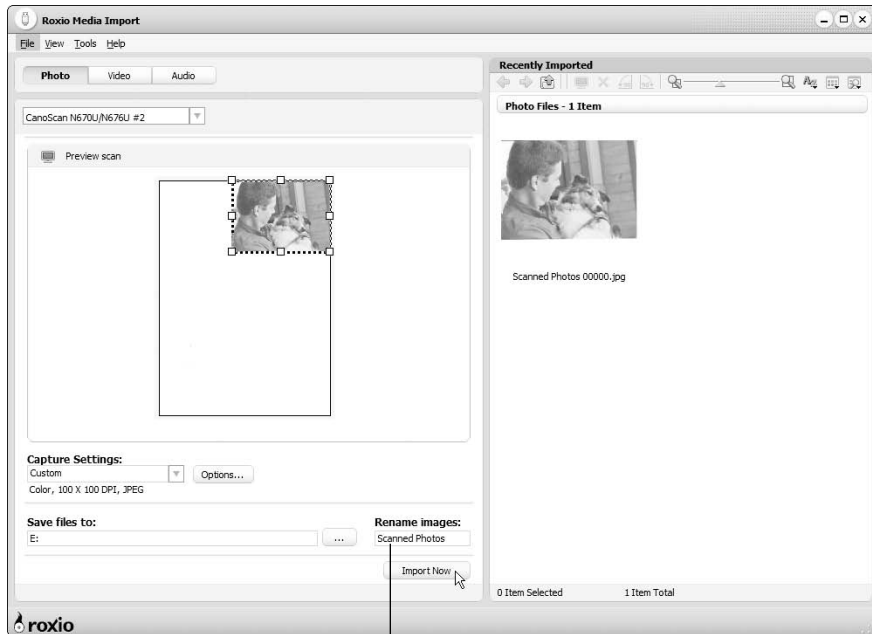 Roxio Media Import
File View Tools Help
Photo Video Audio
CanoScan N670U/N676U #2
Preview scan
Capture Settings:
Custom
Options...
Color, 100 X 100 DPI, JPEG
Save files to:
E:
...
Rename images:
Scanned Photos
Import Now
roxio
Recently Imported
Photo Files - 1 Item
Scanned Photos 00000.jpg
0 Item Selected 1 Item Total